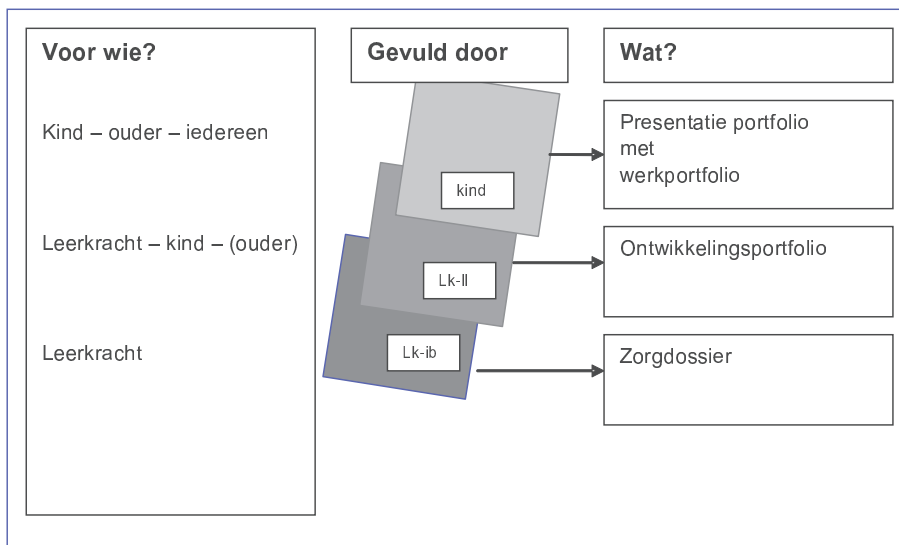 Voor wie?
Gevuld door
Wat?
Kind – ouder – iedereen
Presentatie portfolio
met
werkportfolio
kind
Leerkracht – kind – (ouder)
Ontwikkelingsportfolio
Lk-ll
Leerkracht
Lk-ib
Zorgdossier